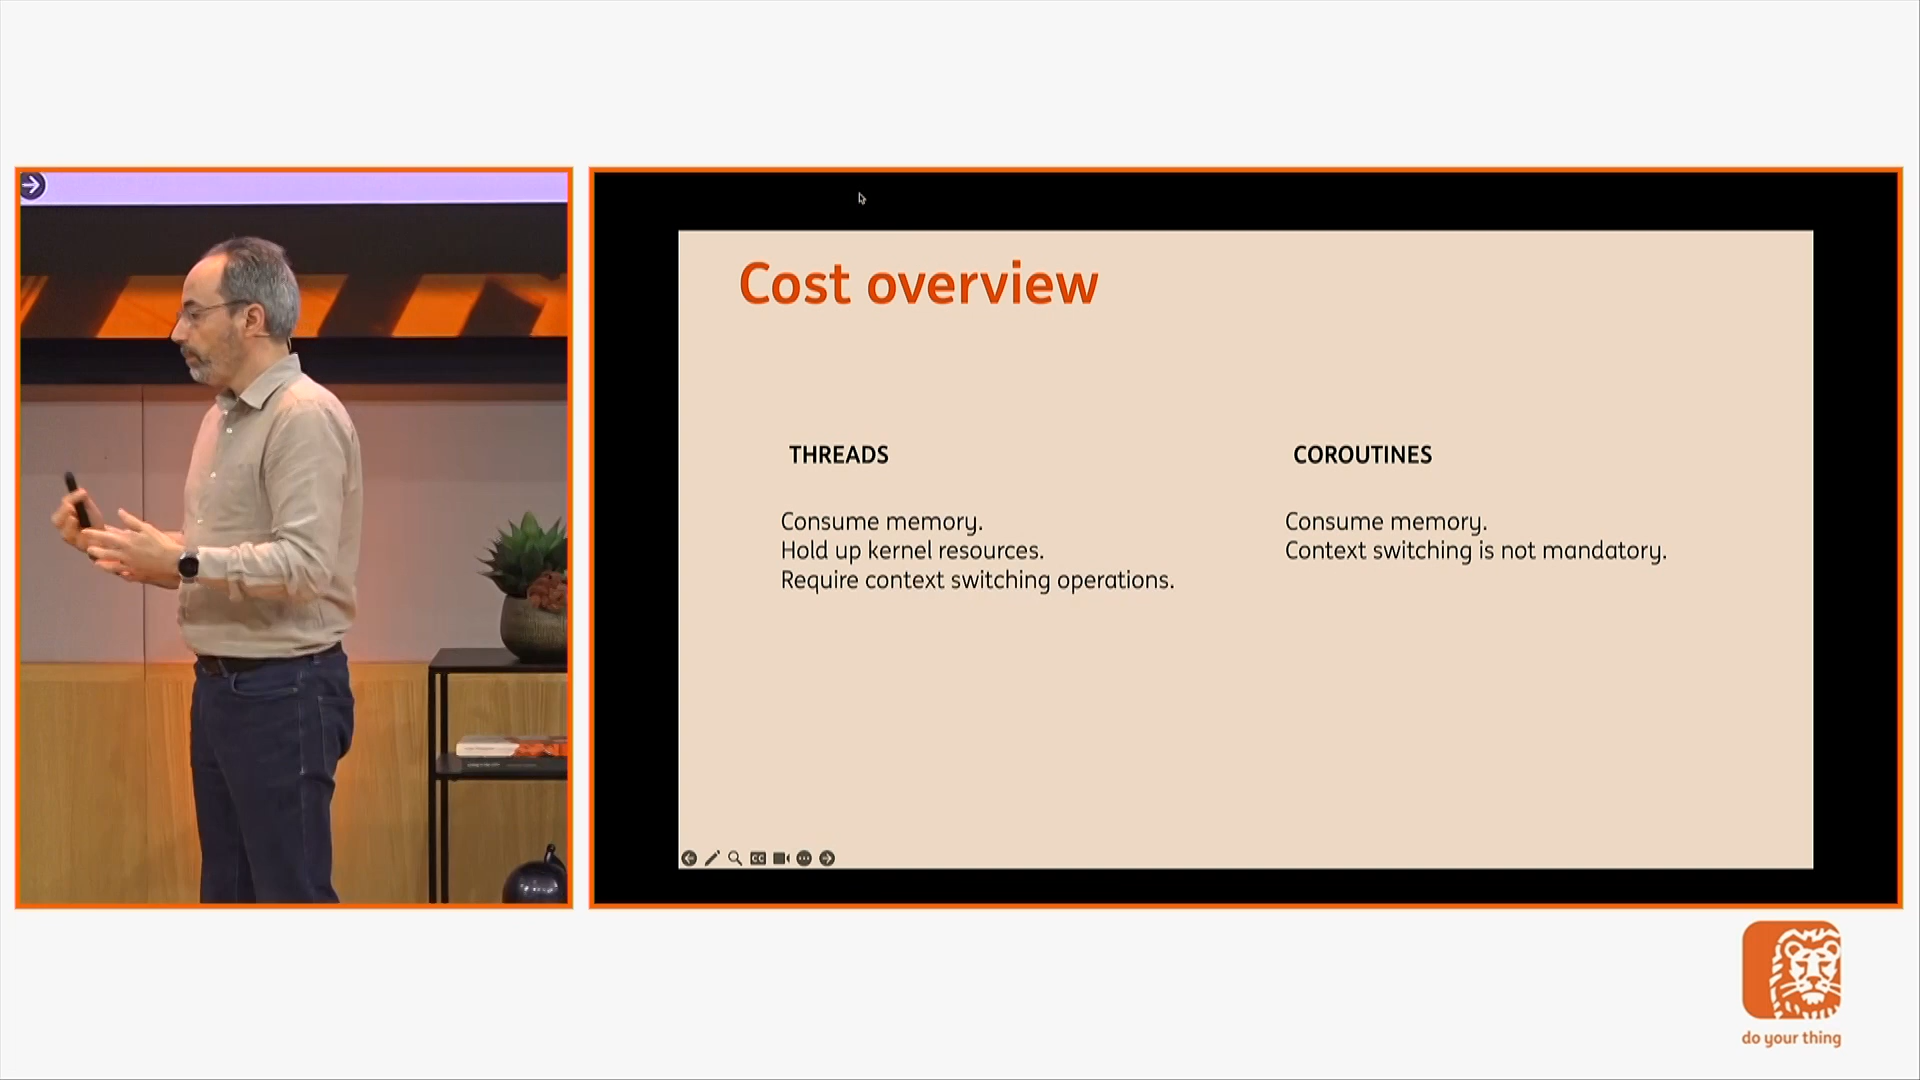 Cost overview
THREADS
Consume memory.
Hold up kernel resources.
Require context switching operations.
COROUTINES
Consume memory.
Context switching is not mandatory.
CC
do your thing